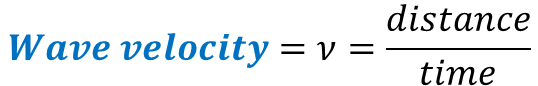 Wave velocity = ν = distance / time